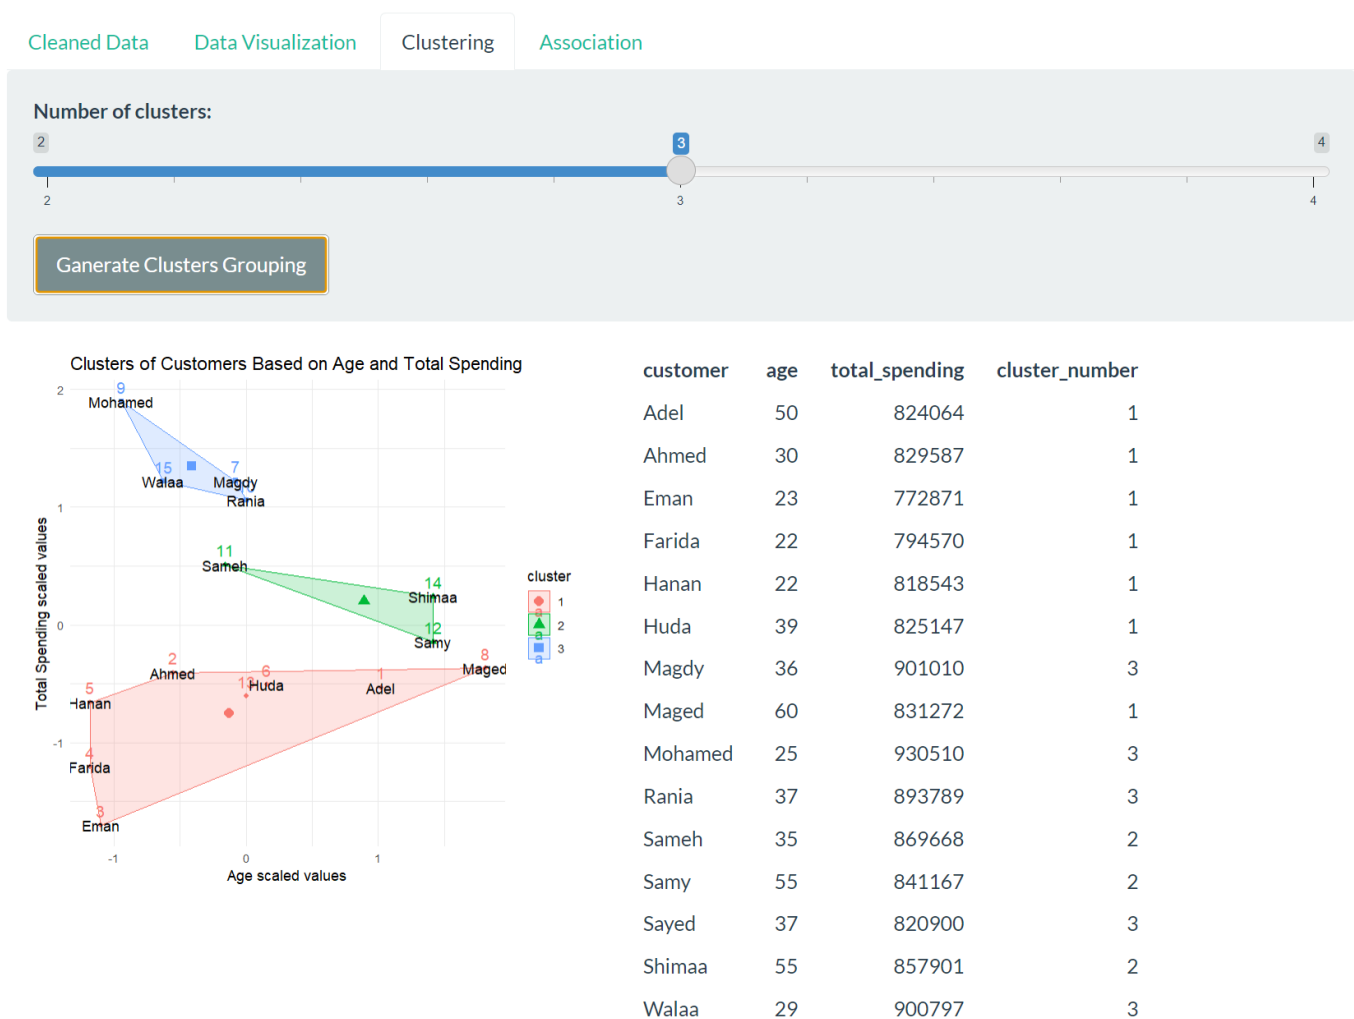 Cleaned Data Data Visualization Clustering Association
Number of clusters:
2 3 4
2 3 4
Ganerate Clusters Grouping
Clusters of Customers Based on Age and Total Spending
2
1
0
-1
Total Spending scaled values
9
Mohamed
15
Walaa
7
Magdy
Rania
11
Sameh
14
Shimaa
12
Samy
8
Maged
2
Ahmed
6
Huda
13
1
Adel
5
Hanan
4
Farida
3
Eman
-1 0 1
Age scaled values
cluster
a 1
a 2
a 3
customer age total_spending cluster_number
Adel 50 824064 1
Ahmed 30 829587 1
Eman 23 772871 1
Farida 22 794570 1
Hanan 22 818543 1
Huda 39 825147 1
Magdy 36 901010 3
Maged 60 831272 1
Mohamed 25 930510 3
Rania 37 893789 3
Sameh 35 869668 2
Samy 55 841167 2
Sayed 37 820900 3
Shimaa 55 857901 2
Walaa 29 900797 3